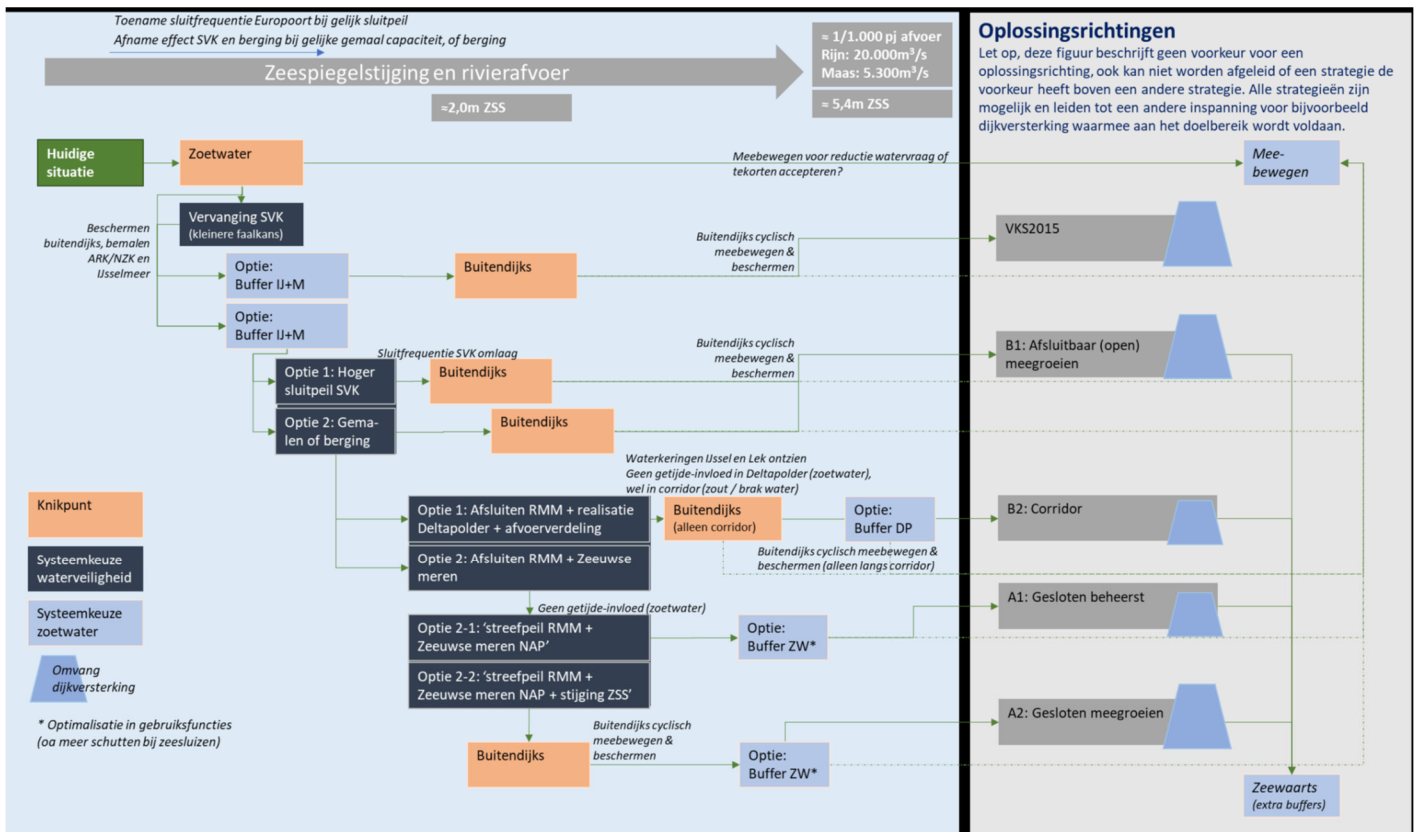 Toename sluitfrequentie Europoort bij gelijk sluitpeil
Afname effect SVK en berging bij gelijke gemaal capaciteit, of berging
Zeespiegelstijging en rivierafvoer
≈ 1/1.000 pj afvoer
Rijn: 20.000m³/s
Maas: 5.300m³/s
≈2,0m ZSS
≈ 5,4m ZSS
Oplossingsrichtingen
Let op, deze figuur beschrijft geen voorkeur voor een
oplossingsrichting, ook kan niet worden afgeleid of een strategie de
voorkeur heeft boven een andere strategie. Alle strategieën zijn
mogelijk en leiden tot een andere inspanning voor bijvoorbeeld
dijkversterking waarmee aan het doelbereik wordt voldaan.
Huidige
situatie
Zoetwater
Meebewegen voor reductie watervraag of
tekorten accepteren?
Mee-
bewegen
Vervanging SVK
(kleinere faalkans)
Beschermen
buitendijks, bemalen
ARK/NZK en
IJsselmeer
Optie:
Buffer IJ+M
Buitendijks
Buitendijks cyclisch
meebewegen &
beschermen
VKS2015
Optie:
Buffer IJ+M
Sluitfrequentie SVK omlaag
Optie 1: Hoger
sluitpeil SVK
Buitendijks
Buitendijks cyclisch
meebewegen &
beschermen
B1: Afsluitbaar (open)
meegroeien
Optie 2: Gema-
len of berging
Buitendijks
Waterkeringen IJssel en Lek ontzien
Geen getijde-invloed in Deltapolder (zoetwater),
wel in corridor (zout / brak water)
Optie 1: Afsluiten RMM + realisatie
Deltapolder + afvoerverdeling
Buitendijks
(alleen corridor)
Optie:
Buffer DP
B2: Corridor
Optie 2: Afsluiten RMM + Zeeuwse
meren
Buitendijks cyclisch meebewegen &
beschermen (alleen langs corridor)
Geen getijde-invloed (zoetwater)
Optie 2-1: ‘streefpeil RMM +
Zeeuwse meren NAP’
Optie:
Buffer ZW*
A1: Gesloten beheerst
Optie 2-2: ‘streefpeil RMM +
Zeeuwse meren NAP + stijging ZSS’
Buitendijks
Buitendijks cyclisch
meebewegen &
beschermen
Optie:
Buffer ZW*
A2: Gesloten meegroeien
Zeewaarts
(extra buffers)
Knikpunt
Systeemkeuze
waterveiligheid
Systeemkeuze
zoetwater
Omvang
dijkversterking
* Optimalisatie in gebruiksfuncties
(oa meer schutten bij zeesluizen)